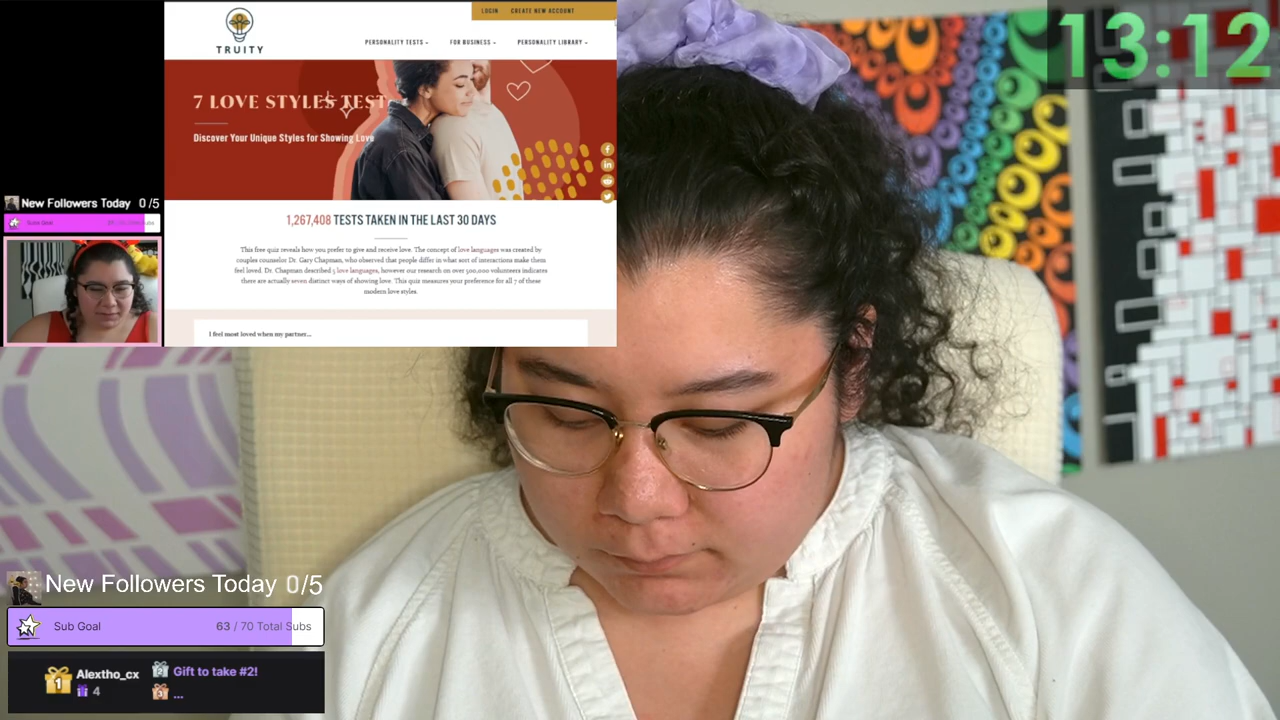 LOGIN CREATE NEW ACCOUNT
TRUITY
PERSONALITY TESTS FOR BUSINESS PERSONALITY LIBRARY
13:12
7 LOVE STYLES TEST
Discover Your Unique Styles for Showing Love
New Followers Today 0/5
Sub Goal
1,267,408 TESTS TAKEN IN THE LAST 30 DAYS
This free quiz reveals how you prefer to give and receive love. The concept of love languages was created by
couples counselor Dr. Gary Chapman, who observed that people differ in what sort of interactions make them
feel loved. Dr. Chapman described 5 love languages, however our research on over 500,000 volunteers indicates
there are actually seven distinct ways of showing love. This quiz measures your preference for all 7 of these
modern love styles.
I feel most loved when my partner...
New Followers Today 0/5
Sub Goal 63 / 70 Total Subs
1 Alextho_cx 2 Gift to take #2!
4 3 ...